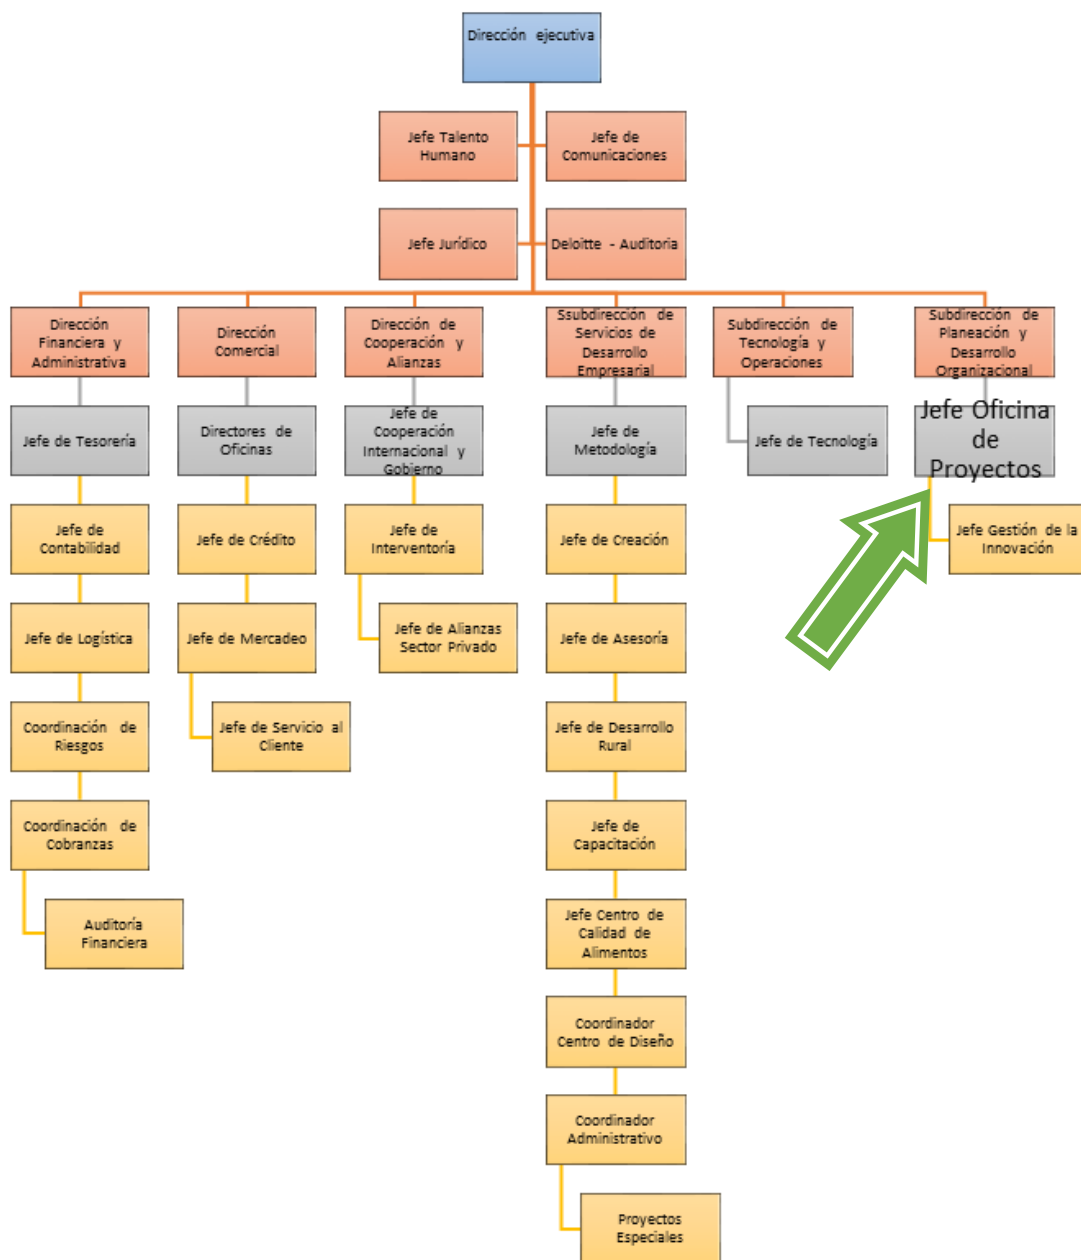 Dirección ejecutiva
Jefe Talento
Humano
Jefe de
Comunicaciones
Jefe Jurídico
Deloitte - Auditoria
Dirección
Financiera y
Administrativa
Dirección
Comercial
Dirección de
Cooperación y
Alianzas
Ssubdirección de
Servicios de
Desarrollo
Empresarial
Subdirección de
Tecnología y
Operaciones
Subdirección de
Planeación y
Desarrollo
Organizacional
Jefe de Tesorería
Directores de
Oficinas
Jefe de
Cooperación
Internacional y
Gobierno
Jefe de
Metodología
Jefe de Tecnología
Jefe Oficina
de
Proyectos
Jefe de
Contabilidad
Jefe de Crédito
Jefe de
Interventoría
Jefe de Creación
Jefe Gestión de la
Innovación
Jefe de Logística
Jefe de Mercadeo
Jefe de Alianzas
Sector Privado
Jefe de Asesoría
Coordinación de
Riesgos
Jefe de Servicio al
Cliente
Jefe de Desarrollo
Rural
Coordinación de
Cobranzas
Jefe de
Capacitación
Auditoría
Financiera
Jefe Centro de
Calidad de
Alimentos
Coordinador
Centro de Diseño
Coordinador
Administrativo
Proyectos
Especiales